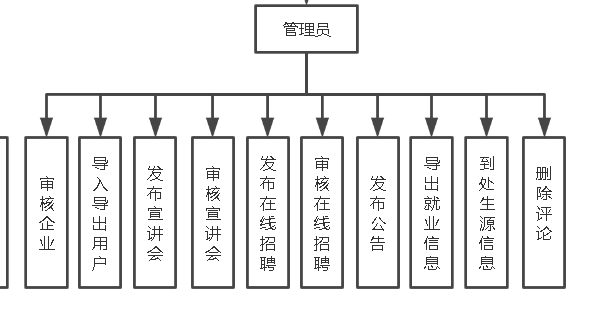 管理员
审核企业
导入导出用户
发布宣讲会
审核宣讲会
发布在线招聘
审核在线招聘
发布公告
导出就业信息
到处生源信息
删除评论